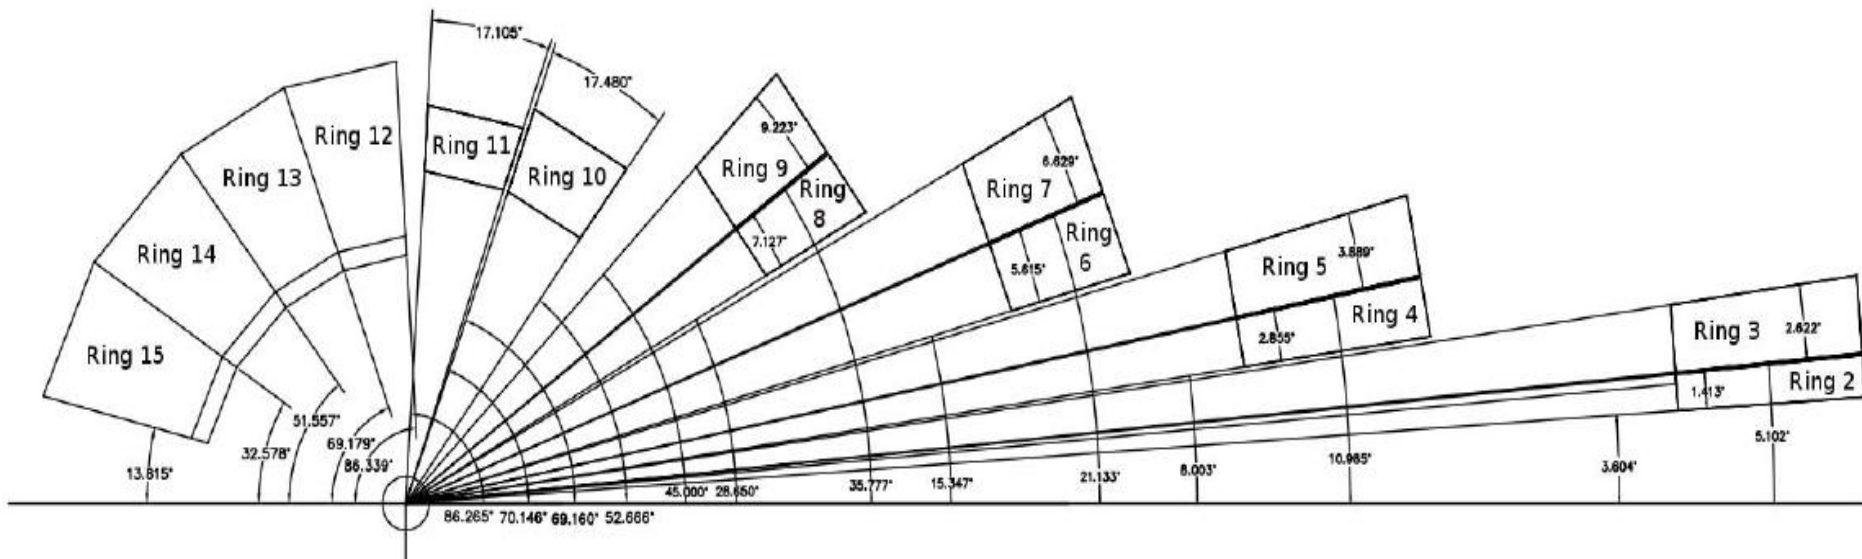 17.105°
17.480°
Ring 12
Ring 11
Ring 10
Ring 13
Ring 14
Ring 15
9.223°
Ring 9
Ring
8
7.127°
6.629°
Ring 7
Ring
6
5.615°
3.889°
Ring 5
Ring 4
2.855°
Ring 3
2.622°
Ring 2
1.413°
13.815°
32.578°
51.557°
69.179°
86.339°
86.265°
70.146°
69.160°
52.666°
45.000°
28.650°
35.777°
15.347°
21.133°
8.003°
10.985°
3.604°
5.102°